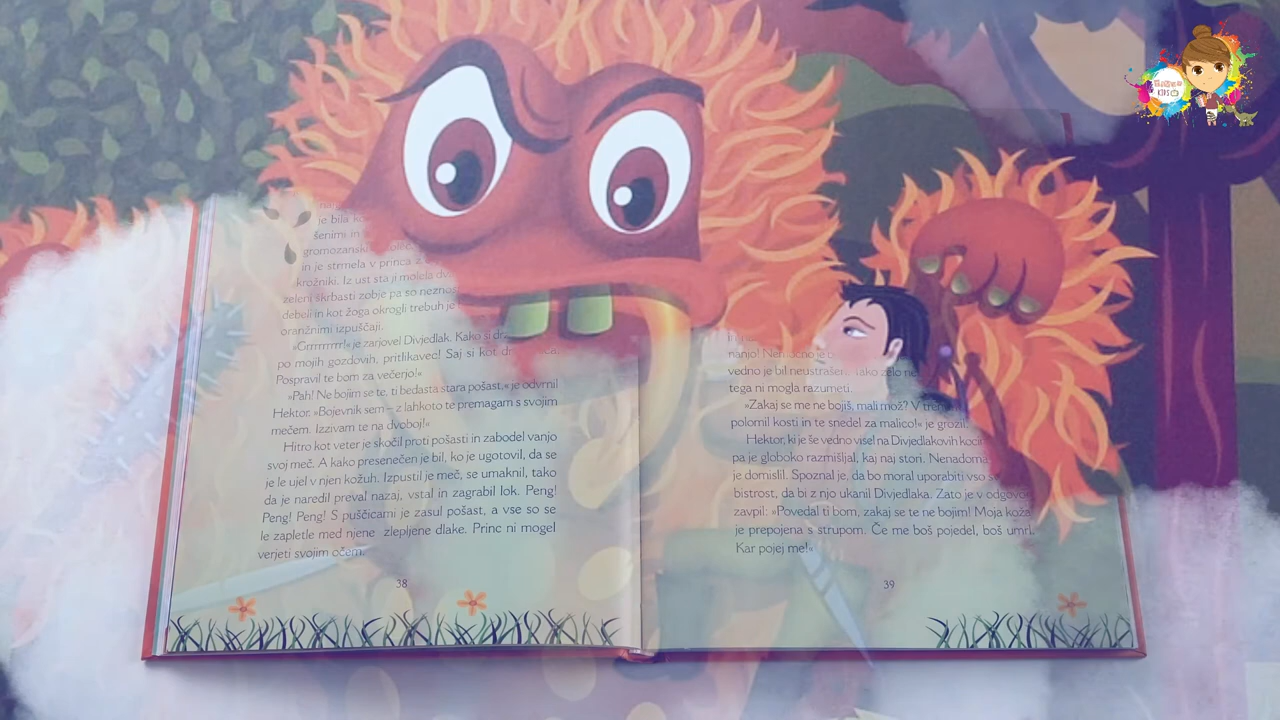 je bila
šenimi in
gromozanski
in je strmela v princa z
krožniki. Iz ust sta ji molela
zeleni škrbasti zobje pa so
debeli in kot žoga okrogli trebuh je
oranžnimi izpuščaji.
»Grrrrrrrr!« je zarjovel Divjedlak. Kako si
po mojih gozdovih, pritlikavec! Saj si kot
Pospravil te bom za večerjo!«
»Pah! Ne bojim se te, ti bedasta stara pošast,« je odvrnil
Hektor. »Bojevnik sem – z lahkoto te premagam s svojim
mečem. Izzivam te na dvoboj!«
Hitro kot veter je skočil proti pošasti in zabodel vanjo
svoj meč. A kako presenečen je bil, ko je ugotovil, da se
je le ujel v njen kožuh. Izpustil je meč, se umaknil, tako
da je naredil preval nazaj, vstal in zagrabil lok. Peng!
Peng! Peng! S puščicami je zasul pošast, a vse so se
le zapletle med njene zlepljene dlake. Princ ni mogel
verjeti svojim očem.
38
nanjo!
vedno je bil neustrašen. Tako zelo
tega ni mogla razumeti.
»Zakaj se me ne bojiš, mali mož? V
polomil kosti in te snedel za malico!« je grozil.
Hektor, ki je še vedno visel na Divjedlakovih
pa je globoko razmišljal, kaj naj stori.
je domislil. Spoznal je, da bo moral uporabiti vso
bistrost, da bi z njo ukanil Divjedlaka. Zato je v
zavpil: »Povedal ti bom, zakaj se te ne bojim! Moja koža
je prepojena s strupom. Če me boš pojedel, boš umrl.
Kar pojej me!«
39